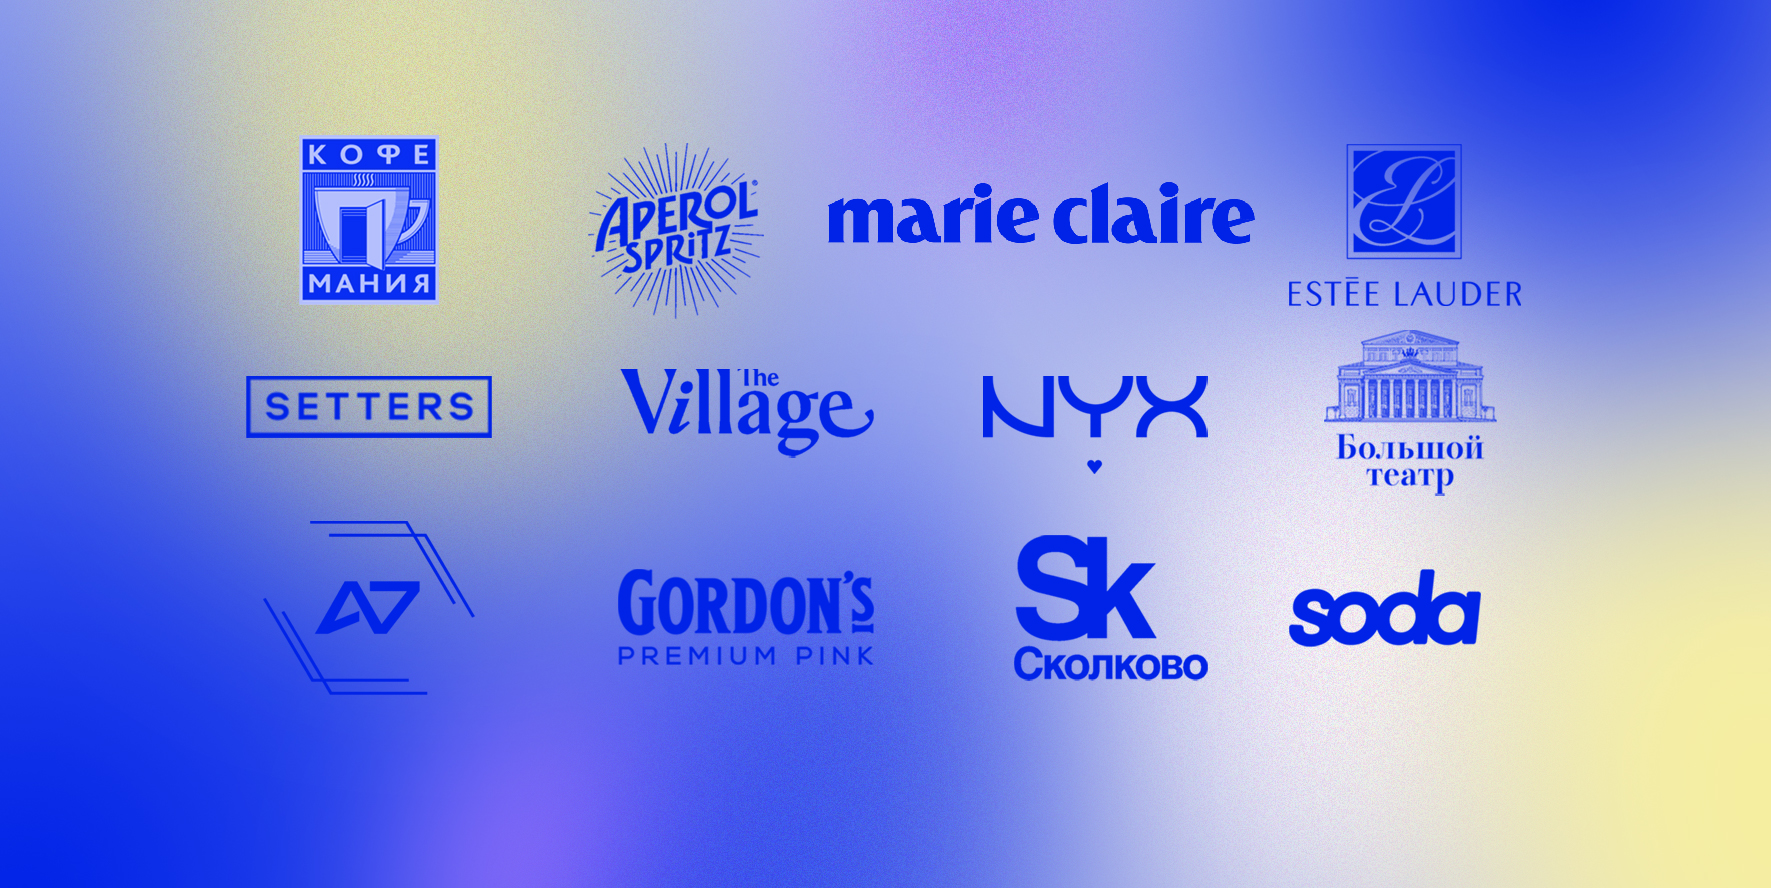 КОФЕ
МАНИЯ
APEROL
SPRiTZ
marie claire
ESTĒE LAUDER
SETTERS
The
Village
NYX
Большой
театр
A7
GORDON'S
PREMIUM PINK
Sk
Сколково
soda